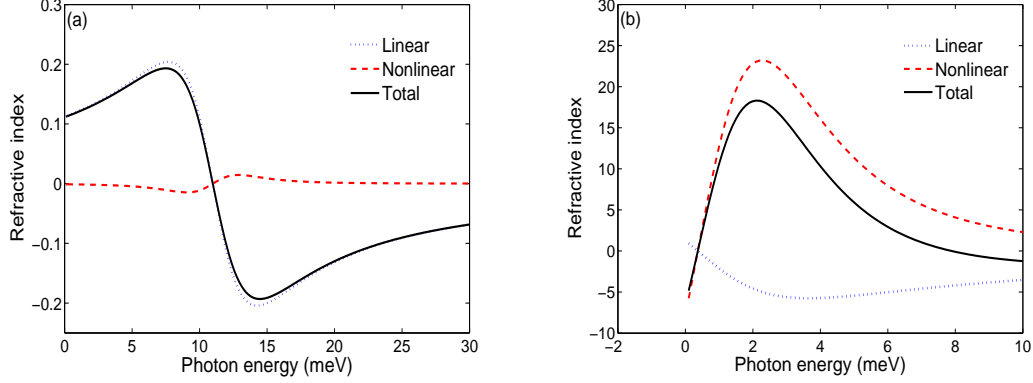 (a)
Linear
Nonlinear
Total
Refractive index
0.3
0.2
0.1
0
−0.1
−0.2
0 5 10 15 20 25 30
Photon energy (meV)
(b)
Linear
Nonlinear
Total
Refractive index
30
25
20
15
10
5
0
−5
−10
−2 0 2 4 6 8 10
Photon energy (meV)